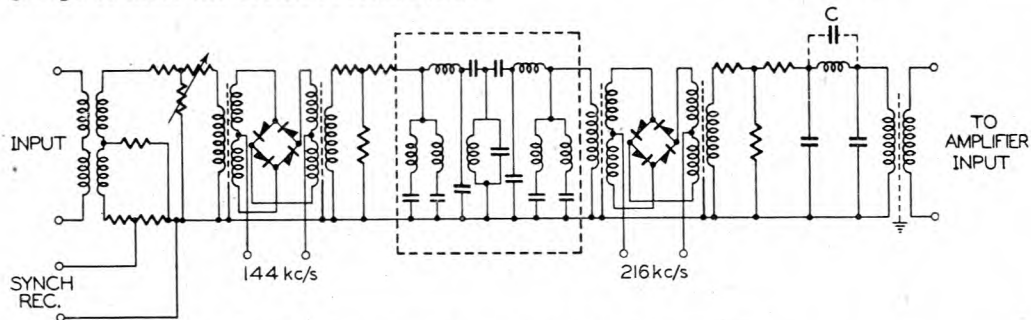 C
INPUT
TO
AMPLIFIER
INPUT
144 kc/s
216 kc/s
SYNCH
REC.